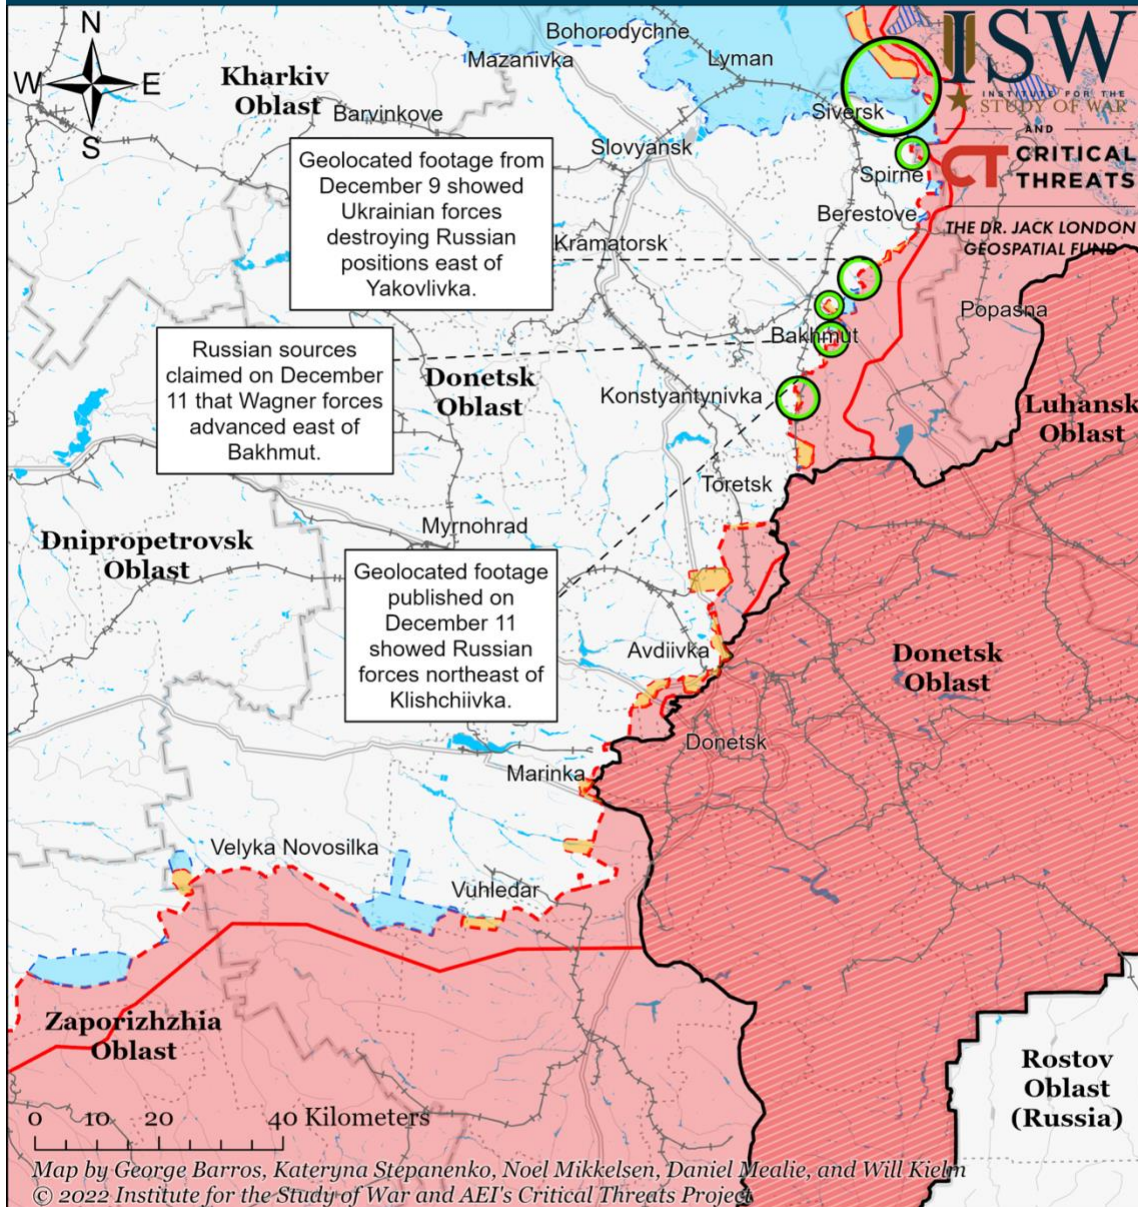 N
W
E
S
Kharkiv
Oblast
Bohorodychne
Mazanivka
Lyman
Barvinkove
Slovyansk
Siversk
ISW
INSTITUTE FOR THE
STUDY OF WAR
AND
CT CRITICAL
THREATS
THE DR. JACK LONDON
GEOSPATIAL FUND
Spirne
Berestove
Kramatorsk
Geolocated footage from
December 9 showed
Ukrainian forces
destroying Russian
positions east of
Yakovlivka.
Popasna
Bakhmut
Russian sources
claimed on December
11 that Wagner forces
advanced east of
Bakhmut.
Donetsk
Oblast
Konstyantynivka
Luhansk
Oblast
Toretsk
Myrnohrad
Dnipropetrovsk
Oblast
Geolocated footage
published on
December 11
showed Russian
forces northeast of
Klishchiivka.
Avdiivka
Donetsk
Oblast
Donetsk
Marinka
Velyka Novosilka
Vuhledar
Zaporizhzhia
Oblast
Rostov
Oblast
(Russia)
0 10 20 40 Kilometers
Map by George Barros, Kateryna Stepanenko, Noel Mikkelsen, Daniel Mealie, and Will Kielm
© 2022 Institute for the Study of War and AEI's Critical Threats Project